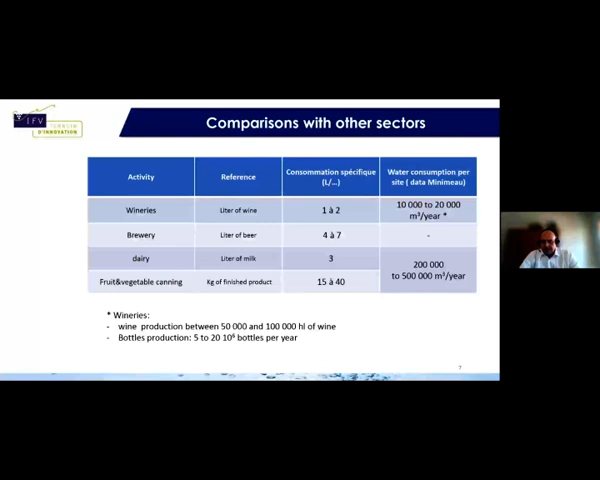 IFV
TERROIR
D'INNOVATION
Comparisons with other sectors
Activity
Reference
Consommation spécifique
(L/...)
Water consumption per
site ( data Minimeau)
Wineries
Liter of wine
1 à 2
10 000 to 20 000
m³/year *
Brewery
Liter of beer
4 à 7
-
dairy
Liter of milk
3
200 000
to 500 000 m³/year
Fruit&vegetable canning
Kg of finished product
15 à 40
* Wineries:
- wine production between 50 000 and 100 000 hl of wine
- Bottles production: 5 to 20 10⁶ bottles per year
7